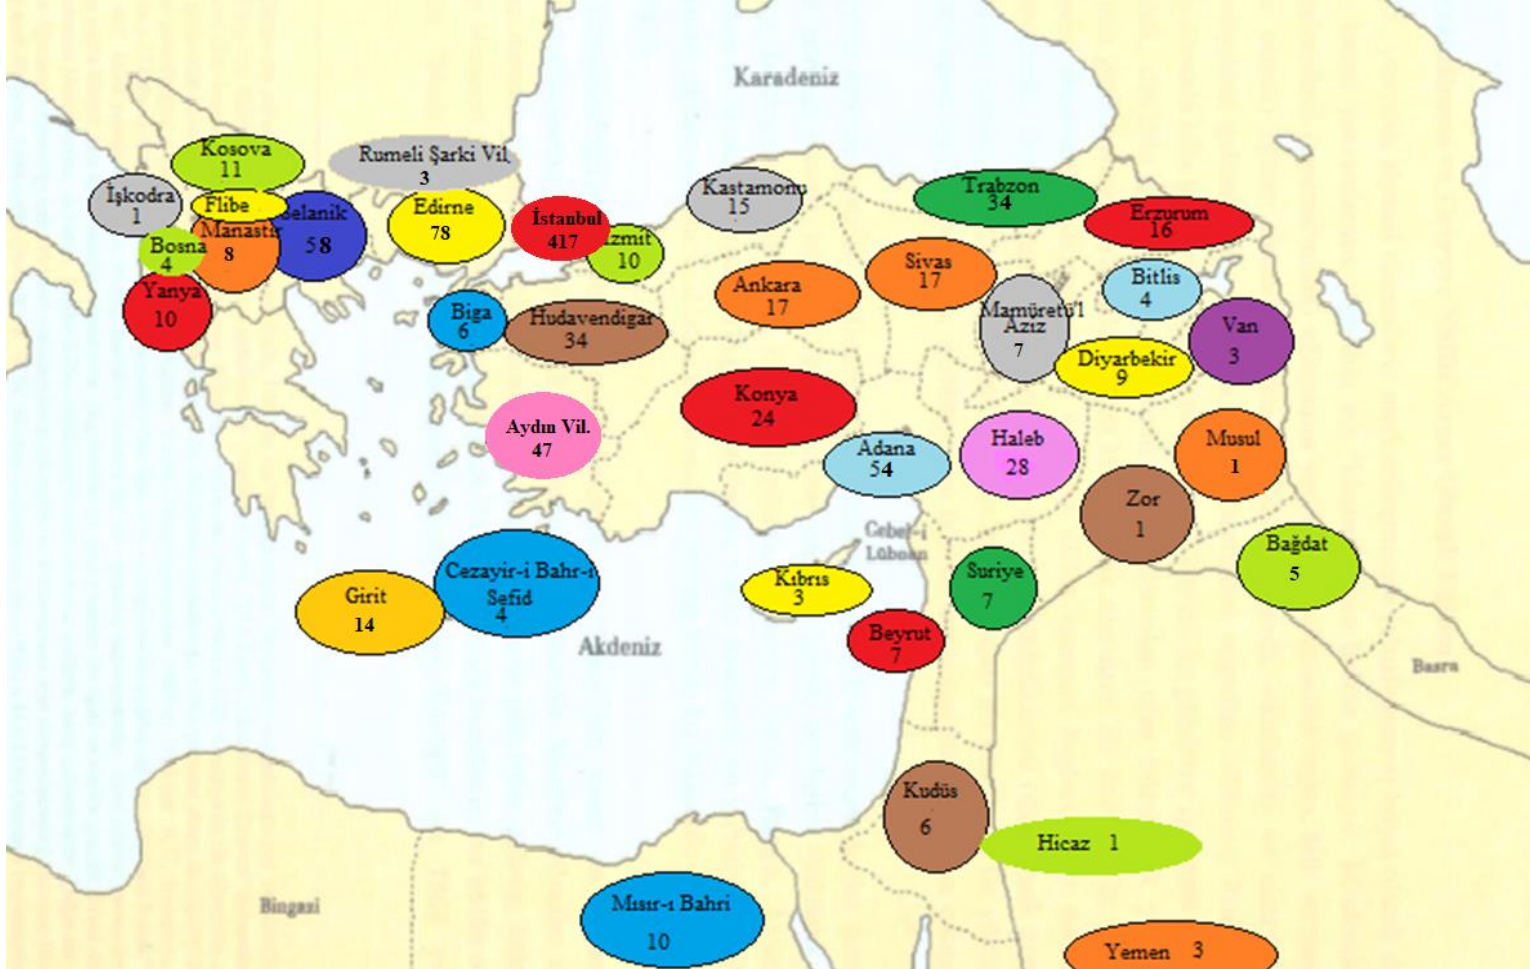 Karadeniz
Kosova
11
Rumeli Şarki Vil.
3
İşkodra
1
Flibe
Selanik
58
Manastır
8
Bosna
4
Yanya
10
Edirne
78
İstanbul
417
İzmit
10
Kastamonu
15
Trabzon
34
Erzurum
16
Ankara
17
Sivas
17
Mamüretü'l
Aziz
7
Bitlis
4
Van
3
Diyarbekir
9
Biga
6
Hudavendigar
34
Aydın Vil.
47
Konya
24
Adana
54
Haleb
28
Musul
1
Zor
1
Bağdat
5
Cebel-i
Lübnan
Suriye
7
Kıbrıs
3
Beyrut
7
Girit
14
Cezayir-i Bahr-ı
Sefid
4
Akdeniz
Basra
Kudüs
6
Hicaz 1
Bingazi
Mısır-ı Bahri
10
Yemen 3